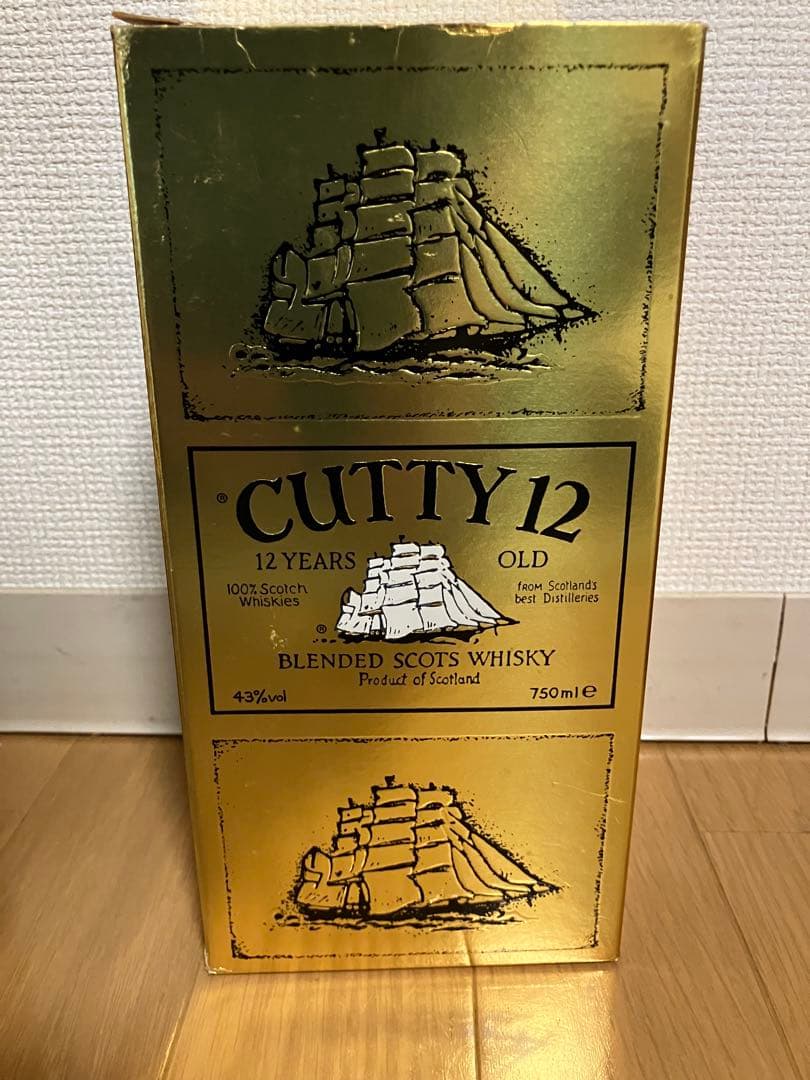 ® CUTTY 12
12 YEARS OLD
100% Scotch
Whiskies
from Scotland's
best Distilleries
®
BLENDED SCOTS WHISKY
Product of Scotland
43%vol 750ml e